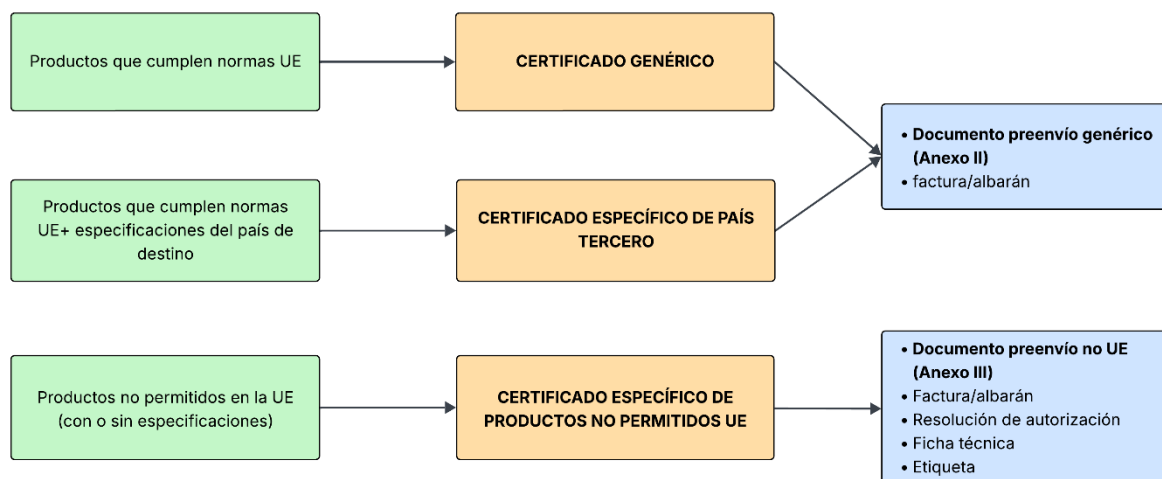 Productos que cumplen normas UE
CERTIFICADO GENÉRICO
• Documento preenvío genérico
(Anexo II)
• factura/albarán
Productos que cumplen normas
UE+ especificaciones del país de
destino
CERTIFICADO ESPECÍFICO DE PAÍS
TERCERO
Productos no permitidos en la UE
(con o sin especificaciones)
CERTIFICADO ESPECÍFICO DE
PRODUCTOS NO PERMITIDOS UE
• Documento preenvío no UE
(Anexo III)
• Factura/albarán
• Resolución de autorización
• Ficha técnica
• Etiqueta